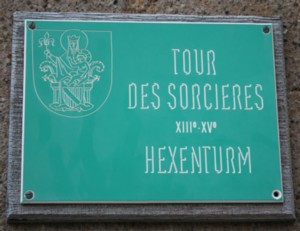 TOUR
DES SORCIERES
XIIIe-XVe
HEXENTURM